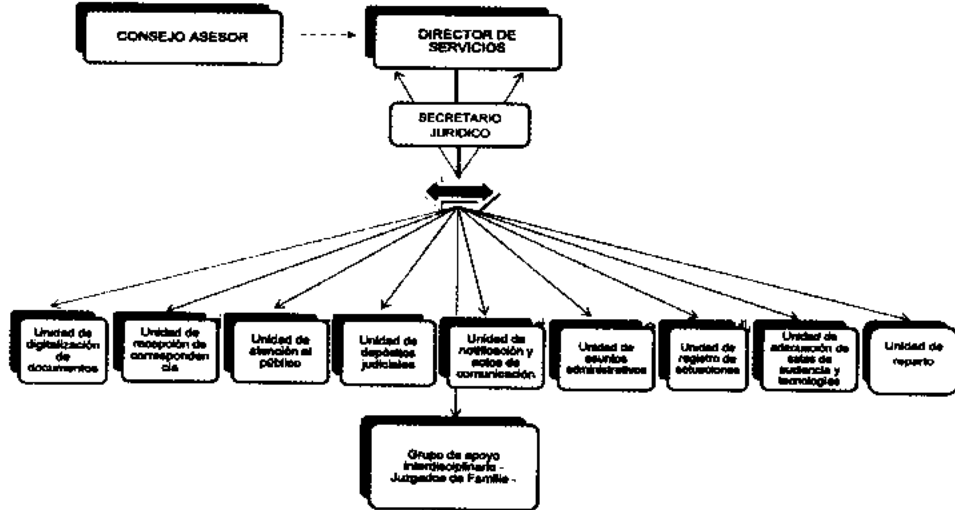 CONSEJO ASESOR
DIRECTOR DE
SERVICIOS
SECRETARIO
JURIDICO
Unidad de
digitalización
de
documentos
Unidad de
recepción de
corresponden
cia
Unidad de
atención al
público
Unidad de
depósitos
judiciales
Unidad de
notificación y
actos de
comunicación
Unidad de
asuntos
administrativos
Unidad de
registro de
actuaciones
Unidad de
adecuación de
salas de
audiencia y
tecnologías
Unidad de
reparto
Grupo de apoyo
interdisciplinario -
Juzgados de Familia -